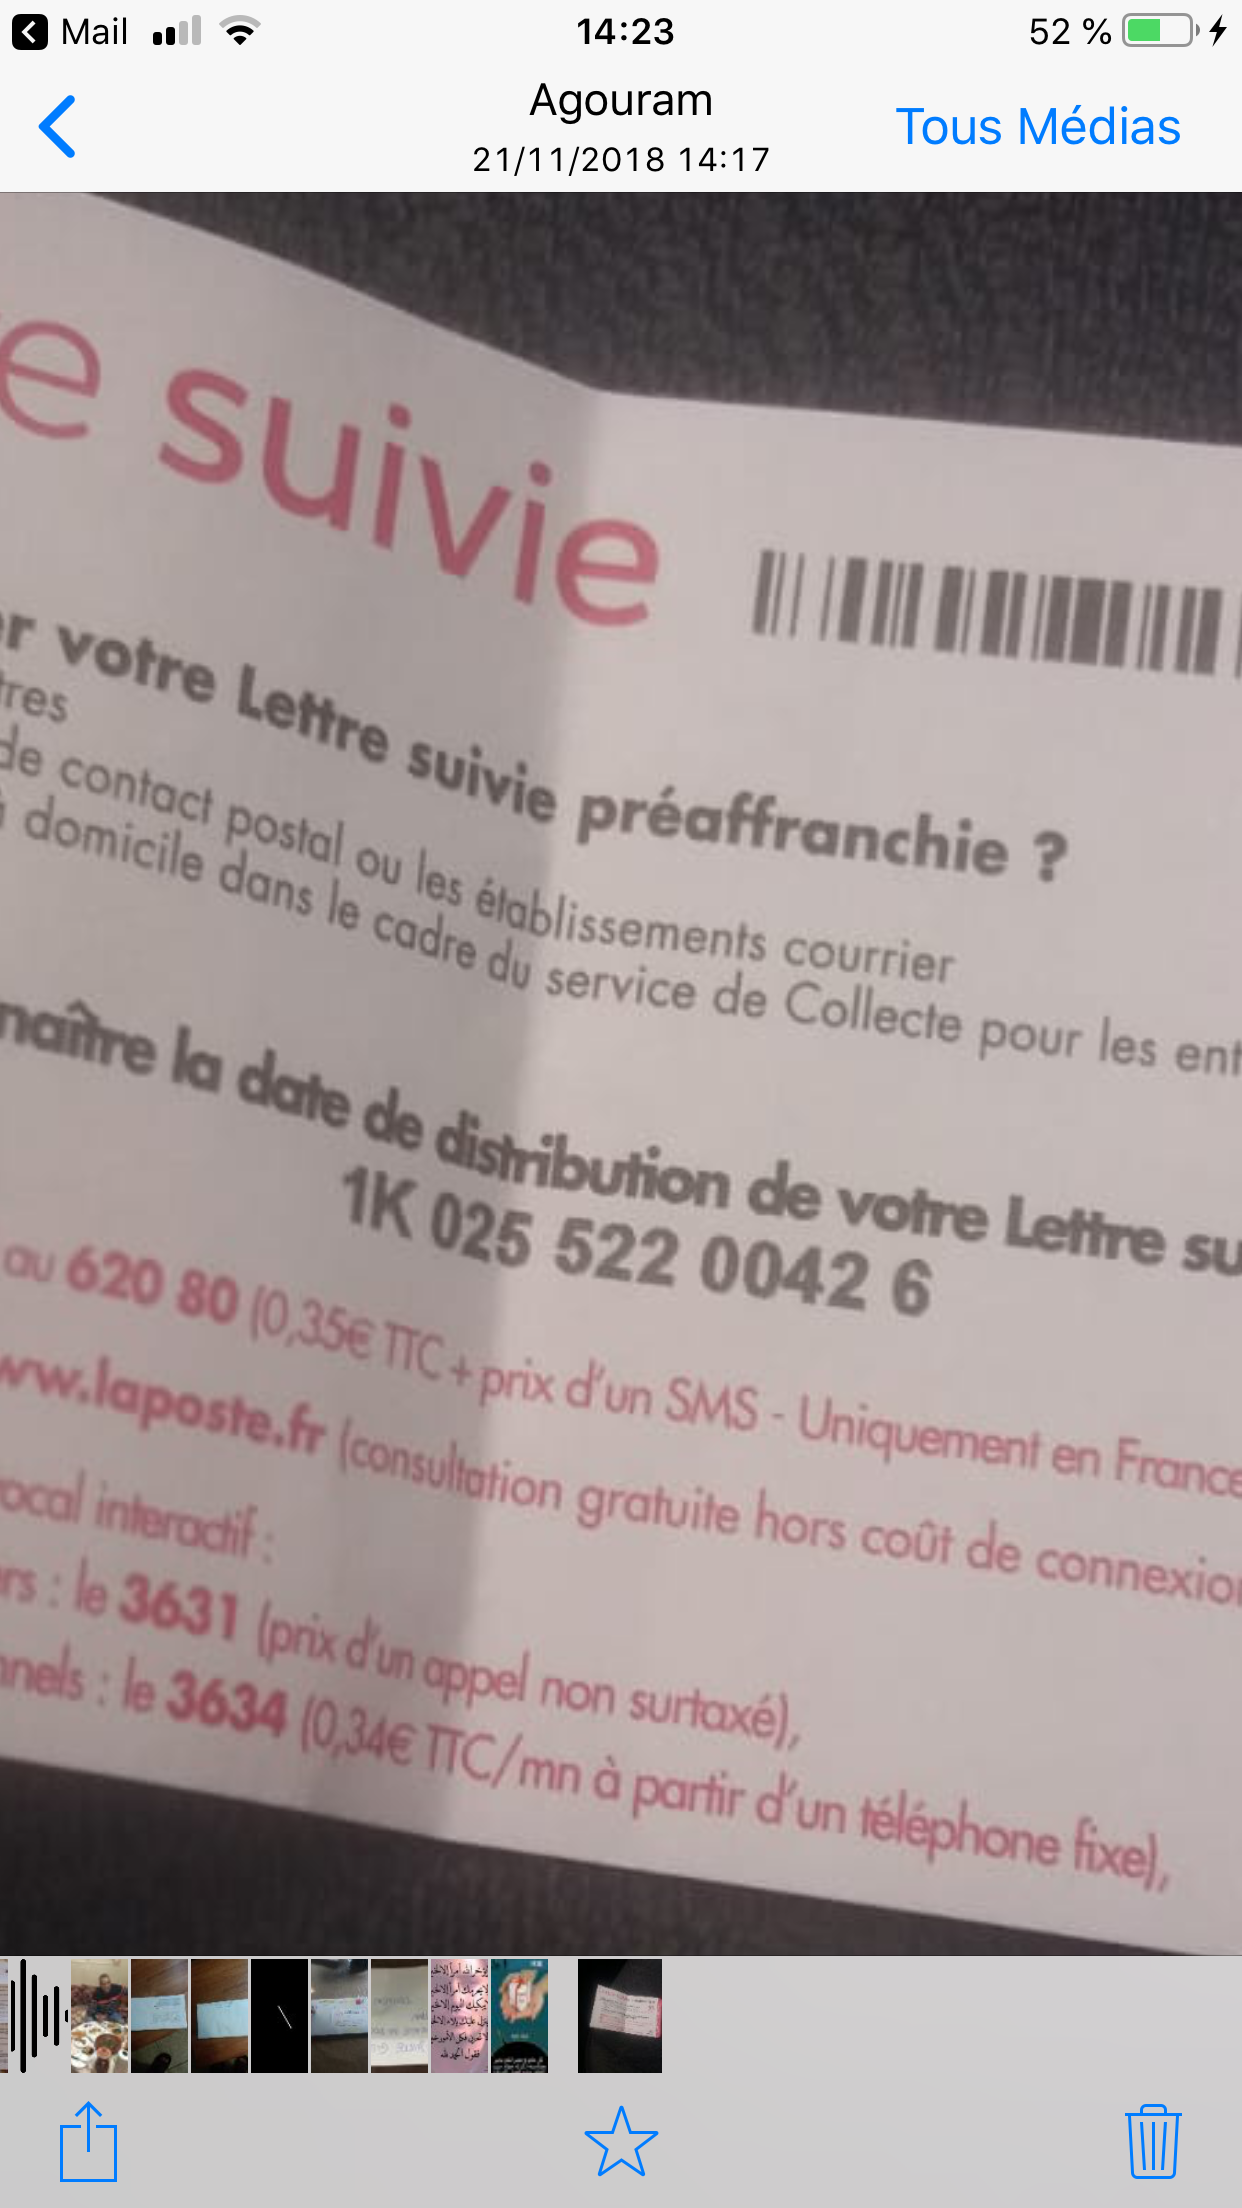 Mail
14:23
52 %
Agouram
21/11/2018 14:17
Tous Médias
e suivie
er votre Lettre suivie préaffranchie ?
tres
de contact postal ou les établissements courrier
à domicile dans le cadre du service de Collecte pour les ent
naître la date de distribution de votre Lettre su
1K 025 522 0042 6
au 620 80 (0,35€ TTC + prix d'un SMS - Uniquement en France
ww.laposte.fr (consultation gratuite hors coût de connexion
ocal interactif :
rs : le 3631 (prix d'un appel non surtaxé),
nnels : le 3634 (0,34€ TTC/mn à partir d'un téléphone fixe),